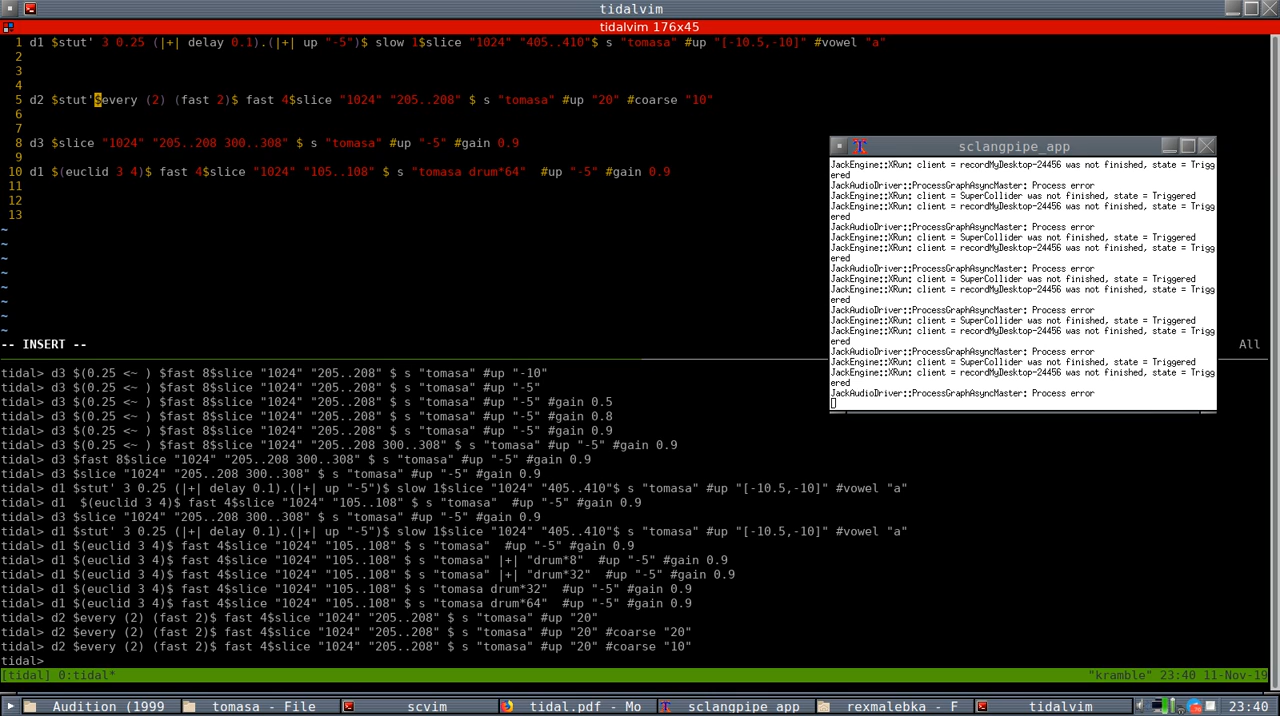 tidalvim
tidalvim 176x45
1 d1 $stut' 3 0.25 (|+| delay 0.1).(|+| up "-5")$ slow 1$slice "1024" "405..410"$ s "tomasa" #up "[-10.5,-10]" #vowel "a"
2
3
4
5 d2 $stut'$every (2) (fast 2)$ fast 4$slice "1024" "205..208" $ s "tomasa" #up "20" #coarse "10"
6
7
8 d3 $slice "1024" "205..208 300..308" $ s "tomasa" #up "-5" #gain 0.9
9
10 d1 $(euclid 3 4)$ fast 4$slice "1024" "105..108" $ s "tomasa drum*64"  #up "-5" #gain 0.9
11
12
13
~
~
~
~
~
~
~
~
-- INSERT --
All
sclangpipe_app
JackEngine::XRun: client = recordMyDesktop-24456 was not finished, state = Trigg
ered
JackAudioDriver::ProcessGraphAsyncMaster: Process error
JackEngine::XRun: client = SuperCollider was not finished, state = Triggered
JackEngine::XRun: client = recordMyDesktop-24456 was not finished, state = Trigg
ered
JackAudioDriver::ProcessGraphAsyncMaster: Process error
JackEngine::XRun: client = SuperCollider was not finished, state = Triggered
JackEngine::XRun: client = recordMyDesktop-24456 was not finished, state = Trigg
ered
JackAudioDriver::ProcessGraphAsyncMaster: Process error
JackEngine::XRun: client = SuperCollider was not finished, state = Triggered
JackEngine::XRun: client = recordMyDesktop-24456 was not finished, state = Trigg
ered
JackAudioDriver::ProcessGraphAsyncMaster: Process error
JackEngine::XRun: client = SuperCollider was not finished, state = Triggered
JackEngine::XRun: client = recordMyDesktop-24456 was not finished, state = Trigg
ered
JackAudioDriver::ProcessGraphAsyncMaster: Process error
JackEngine::XRun: client = SuperCollider was not finished, state = Triggered
JackEngine::XRun: client = recordMyDesktop-24456 was not finished, state = Trigg
ered
JackAudioDriver::ProcessGraphAsyncMaster: Process error
tidal> d3 $(0.25 <~ ) $fast 8$slice "1024" "205..208" $ s "tomasa" #up "-10"
tidal> d3 $(0.25 <~ ) $fast 8$slice "1024" "205..208" $ s "tomasa" #up "-5"
tidal> d3 $(0.25 <~ ) $fast 8$slice "1024" "205..208" $ s "tomasa" #up "-5" #gain 0.5
tidal> d3 $(0.25 <~ ) $fast 8$slice "1024" "205..208" $ s "tomasa" #up "-5" #gain 0.8
tidal> d3 $(0.25 <~ ) $fast 8$slice "1024" "205..208" $ s "tomasa" #up "-5" #gain 0.9
tidal> d3 $(0.25 <~ ) $fast 8$slice "1024" "205..208 300..308" $ s "tomasa" #up "-5" #gain 0.9
tidal> d3 $fast 8$slice "1024" "205..208 300..308" $ s "tomasa" #up "-5" #gain 0.9
tidal> d3 $slice "1024" "205..208 300..308" $ s "tomasa" #up "-5" #gain 0.9
tidal> d1 $stut' 3 0.25 (|+| delay 0.1).(|+| up "-5")$ slow 1$slice "1024" "405..410"$ s "tomasa" #up "[-10.5,-10]" #vowel "a"
tidal> d1  $(euclid 3 4)$ fast 4$slice "1024" "105..108" $ s "tomasa"  #up "-5" #gain 0.9
tidal> d3 $slice "1024" "205..208 300..308" $ s "tomasa" #up "-5" #gain 0.9
tidal> d1 $stut' 3 0.25 (|+| delay 0.1).(|+| up "-5")$ slow 1$slice "1024" "405..410"$ s "tomasa" #up "[-10.5,-10]" #vowel "a"
tidal> d1 $(euclid 3 4)$ fast 4$slice "1024" "105..108" $ s "tomasa"  #up "-5" #gain 0.9
tidal> d1 $(euclid 3 4)$ fast 4$slice "1024" "105..108" $ s "tomasa" |+| "drum*8"  #up "-5" #gain 0.9
tidal> d1 $(euclid 3 4)$ fast 4$slice "1024" "105..108" $ s "tomasa" |+| "drum*32"  #up "-5" #gain 0.9
tidal> d1 $(euclid 3 4)$ fast 4$slice "1024" "105..108" $ s "tomasa drum*32"  #up "-5" #gain 0.9
tidal> d1 $(euclid 3 4)$ fast 4$slice "1024" "105..108" $ s "tomasa drum*64"  #up "-5" #gain 0.9
tidal> d2 $every (2) (fast 2)$ fast 4$slice "1024" "205..208" $ s "tomasa" #up "20"
tidal> d2 $every (2) (fast 2)$ fast 4$slice "1024" "205..208" $ s "tomasa" #up "20" #coarse "20"
tidal> d2 $every (2) (fast 2)$ fast 4$slice "1024" "205..208" $ s "tomasa" #up "20" #coarse "10"
tidal>
[tidal] 0:tidal*
"kramble" 23:40 11-Nov-19
Audition (1999
tomasa - File
scvim
tidal.pdf - Mo
sclangpipe_app
rexmalebka - F
tidalvim
23:40